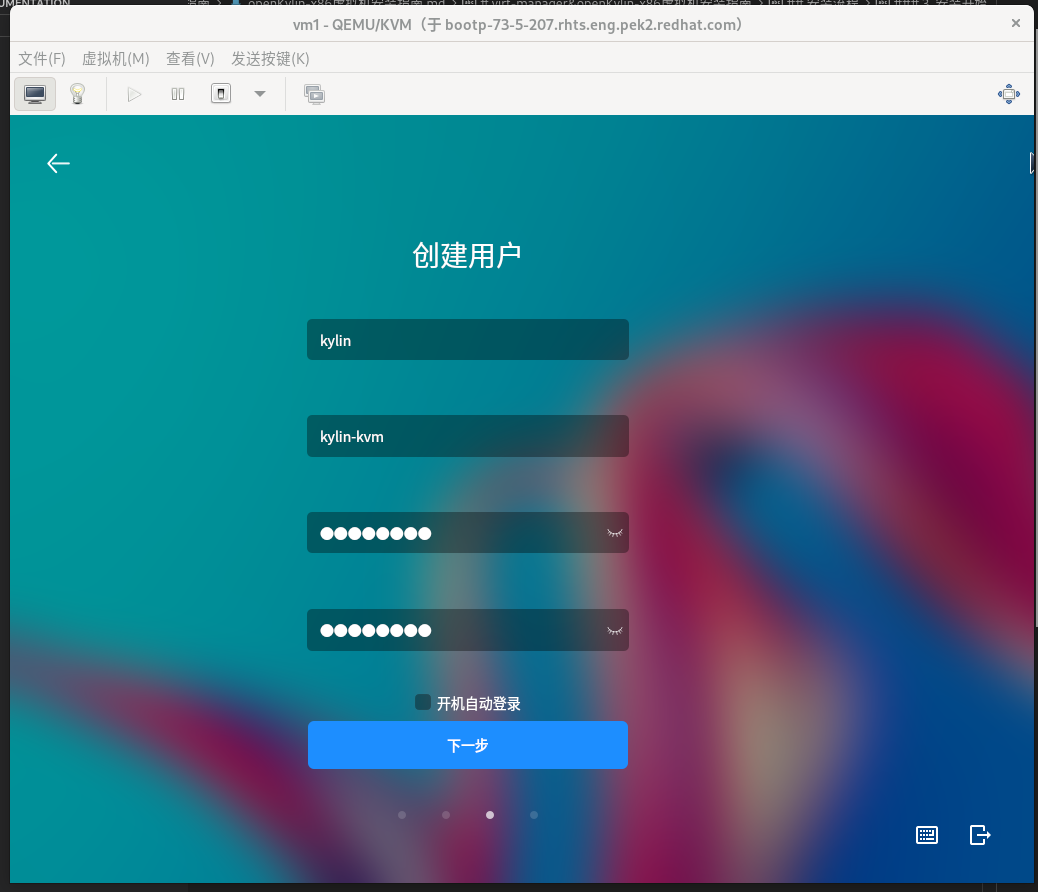 vm1 - QEMU/KVM（于 bootp-73-5-207.rhts.eng.pek2.redhat.com）
文件(F) 虚拟机(M) 查看(V) 发送按键(K)
创建用户
kylin
kylin-kvm
开机自动登录
下一步